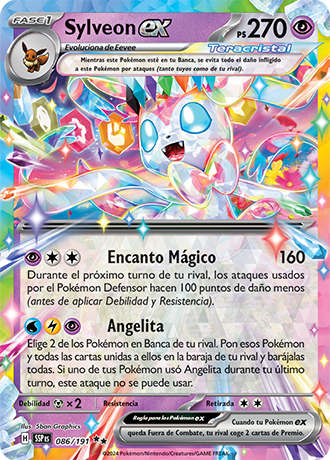 FASE 1
Sylveon ex
PS 270
Evoluciona de Eevee
Teracristal
Mientras este Pokémon esté en tu Banca, se evita todo el daño infligido
a este Pokémon por ataques (tanto tuyos como de tu rival).
Encanto Mágico 160
Durante el próximo turno de tu rival, los ataques usados
por el Pokémon Defensor hacen 100 puntos de daño menos
(antes de aplicar Debilidad y Resistencia).
Angelita
Elige 2 de los Pokémon en Banca de tu rival. Pon esos Pokémon
y todas las cartas unidas a ellos en la baraja de tu rival y barájalas
todas. Si uno de tus Pokémon usó Angelita durante tu último
turno, este ataque no se puede usar.
Debilidad ×2 Resistencia Retirada
Ilus. 5ban Graphics
H SSP ES 086/191
Regla para los Pokémon ex
Cuando tu Pokémon ex
queda Fuera de Combate, tu rival coge 2 cartas de Premio.
©2024 Pokémon/Nintendo/Creatures/GAME FREAK.